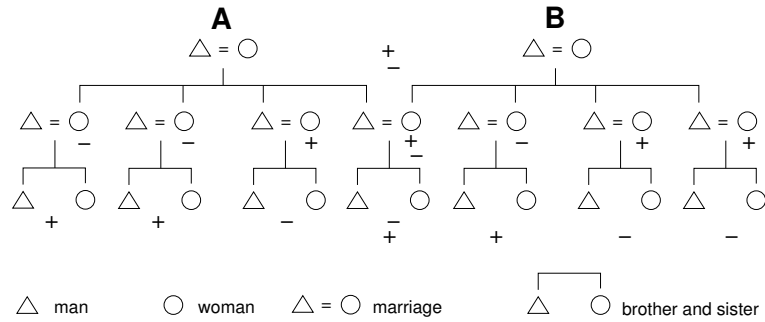 A B
= + =
−
= = = = = = =
− − + + − + +
−
+ + − − + − −
+
man woman = marriage brother and sister